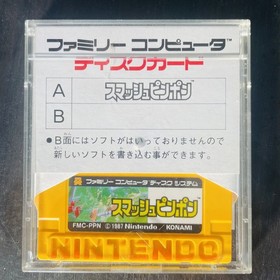 ファミリー コンピュータ™
ディスクカード
A スマッシュピンポン
B
●B面にはソフトがはいっておりませんので
新しいソフトを書き込む事ができます。
ファミリー コンピュータ ディスク システム
スマッシュピンポン
FMC-PPN © 1987 Nintendo/KONAMI
NINTENDO